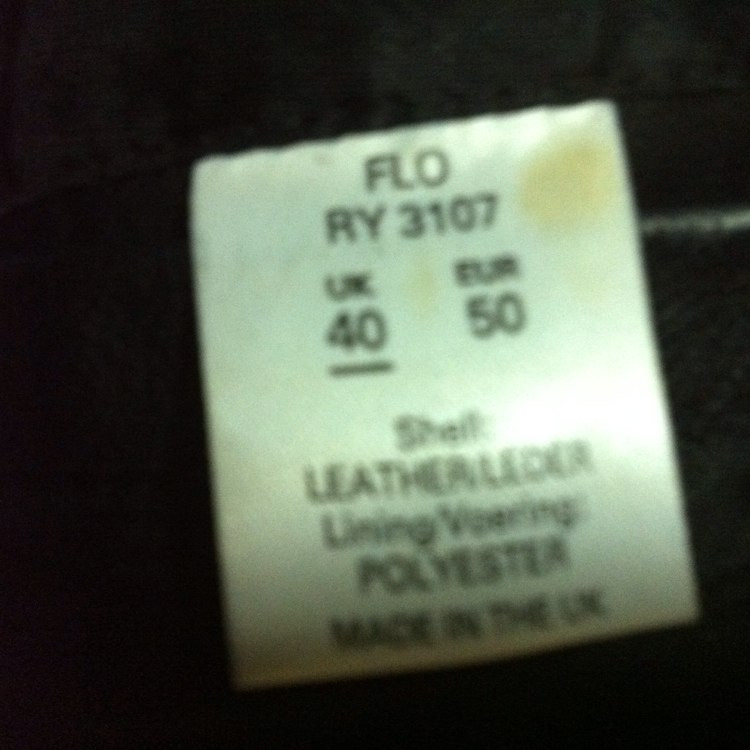 FLO
RY 3107
UK EUR
40 50
Shell:
LEATHER/LEDER
Lining/Voering:
POLYESTER
MADE IN THE UK